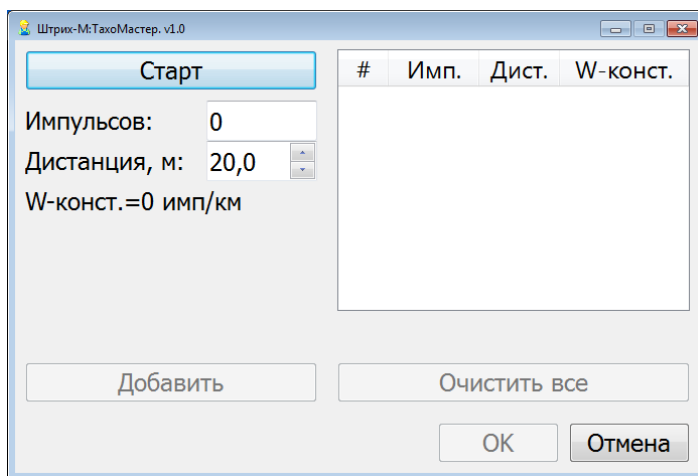 Штрих-М:ТахоМастер. v1.0
Старт
Импульсов: 0
Дистанция, м: 20,0
W-конст.=0 имп/км
# Имп. Дист. W-конст.
Добавить
Очистить все
OK
Отмена